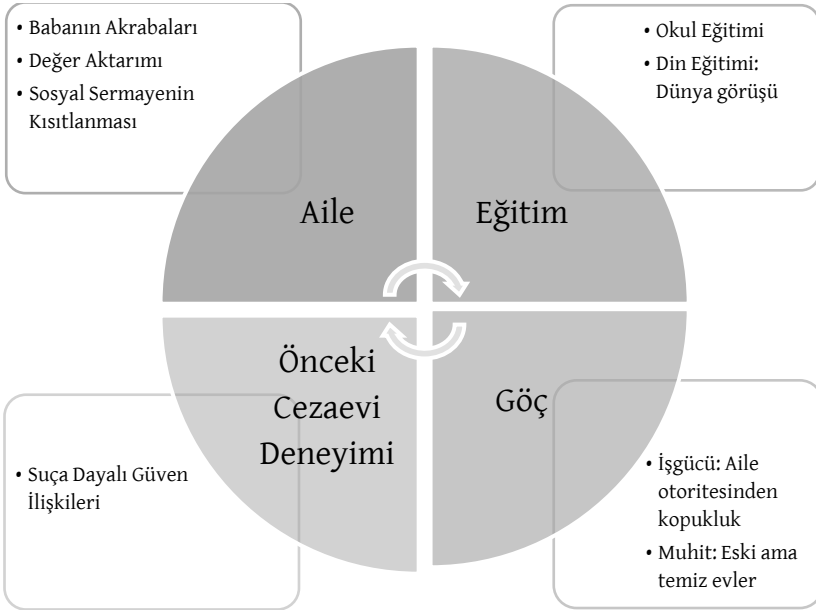 • Babanın Akrabaları
• Değer Aktarımı
• Sosyal Sermayenin
Kısıtlanması
• Okul Eğitimi
• Din Eğitimi:
Dünya görüşü
Aile
Eğitim
Önceki
Cezaevi
Deneyimi
Göç
• Suça Dayalı Güven
İlişkileri
• İşgücü: Aile
otoritesinden
kopukluk
• Muhit: Eski ama
temiz evler